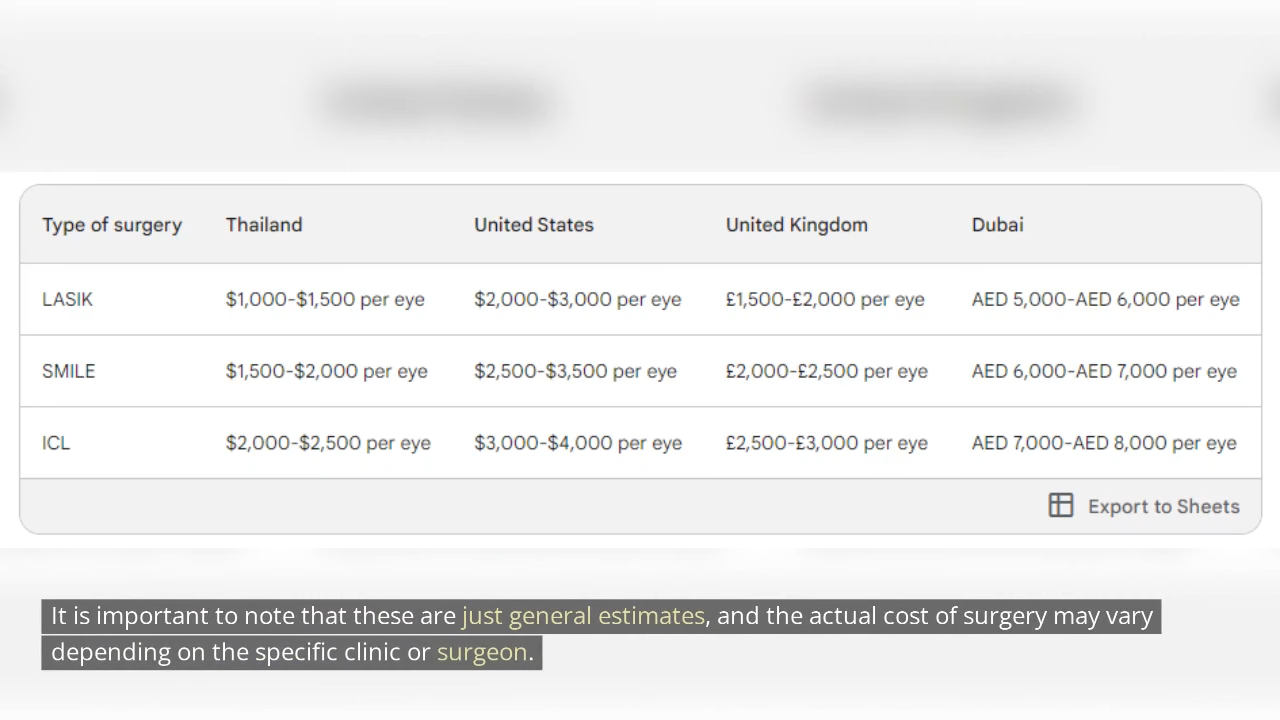 Type of surgery Thailand United States United Kingdom Dubai
LASIK $1,000-$1,500 per eye $2,000-$3,000 per eye £1,500-£2,000 per eye AED 5,000-AED 6,000 per eye
SMILE $1,500-$2,000 per eye $2,500-$3,500 per eye £2,000-£2,500 per eye AED 6,000-AED 7,000 per eye
ICL $2,000-$2,500 per eye $3,000-$4,000 per eye £2,500-£3,000 per eye AED 7,000-AED 8,000 per eye
Export to Sheets
It is important to note that these are just general estimates, and the actual cost of surgery may vary
depending on the specific clinic or surgeon.